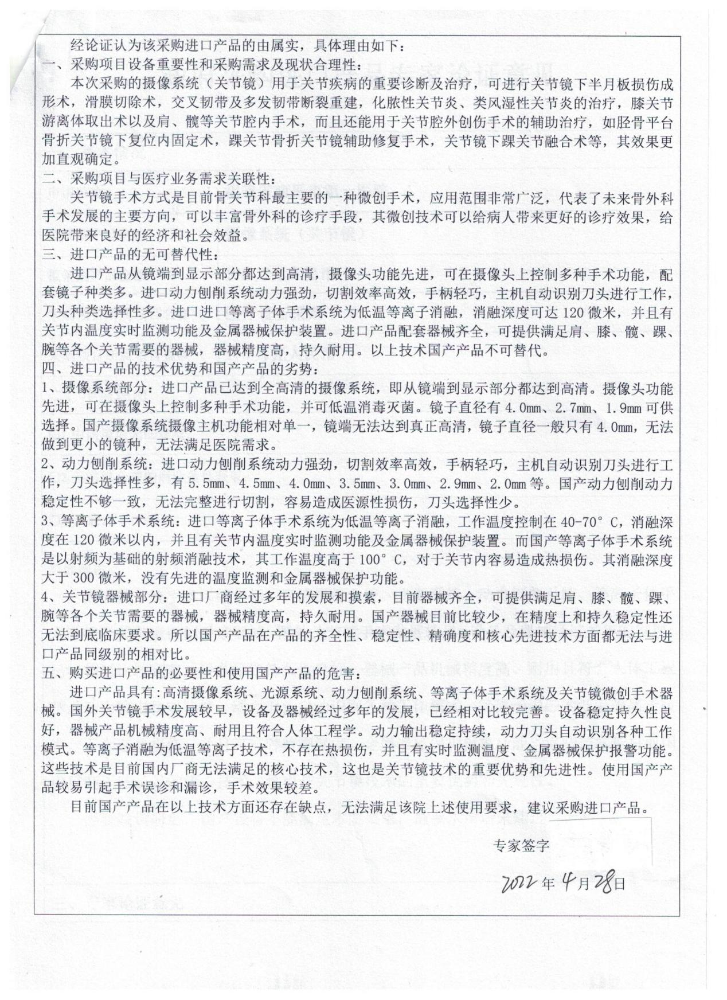 经论证认为该采购进口产品的由属实，具体理由如下：
一、采购项目设备重要性和采购需求及现状合理性：
本次采购的摄像系统（关节镜）用于关节疾病的重要诊断及治疗，可进行关节镜下半月板损伤成
形术，滑膜切除术，交叉韧带及多发韧带断裂重建，化脓性关节炎、类风湿性关节炎的治疗，膝关节
游离体取出术以及肩、髋等关节腔内手术，而且还能用于关节腔外创伤手术的辅助治疗，如胫骨平台
骨折关节镜下复位内固定术，踝关节骨折关节镜辅助修复手术，关节镜下踝关节融合术等，其效果更
加直观确定。
二、采购项目与医疗业务需求关联性：
关节镜手术方式是目前骨关节科最主要的一种微创手术，应用范围非常广泛，代表了未来骨外科
手术发展的主要方向，可以丰富骨外科的诊疗手段，其微创技术可以给病人带来更好的诊疗效果，给
医院带来良好的经济和社会效益。
三、进口产品的无可替代性：
进口产品从镜端到显示部分都达到高清，摄像头功能先进，可在摄像头上控制多种手术功能，配
套镜子种类多。进口动力刨削系统动力强劲，切割效率高效，手柄轻巧，主机自动识别刀头进行工作，
刀头种类选择性多。进口进口等离子体手术系统为低温等离子消融，消融深度可达 120 微米，并且有
关节内温度实时监测功能及金属器械保护装置。进口产品配套器械齐全，可提供满足肩、膝、髋、踝、
腕等各个关节需要的器械，器械精度高，持久耐用。以上技术国产产品不可替代。
四、进口产品的技术优势和国产产品的劣势：
1、摄像系统部分：进口产品已达到全高清的摄像系统，即从镜端到显示部分都达到高清。摄像头功能
先进，可在摄像头上控制多种手术功能，并可低温消毒灭菌。镜子直径有 4.0mm、2.7mm、1.9mm 可供
选择。国产摄像系统摄像主机功能相对单一，镜端无法达到真正高清，镜子直径一般只有 4.0mm，无法
做到更小的镜种，无法满足医院需求。
2、动力刨削系统：进口动力刨削系统动力强劲，切割效率高效，手柄轻巧，主机自动识别刀头进行工
作，刀头选择性多，有 5.5mm、4.5mm、4.0mm、3.5mm、3.0mm、2.9mm、2.0mm 等。国产动力刨削动力
稳定性不够一致，无法完整进行切割，容易造成医源性损伤，刀头选择性少。
3、等离子体手术系统：进口等离子体手术系统为低温等离子消融，工作温度控制在 40-70°C，消融深
度在 120 微米以内，并且有关节内温度实时监测功能及金属器械保护装置。而国产等离子体手术系统
是以射频为基础的射频消融技术，其工作温度高于 100°C，对于关节内容易造成热损伤。其消融深度
大于 300 微米，没有先进的温度监测和金属器械保护功能。
4、关节镜器械部分：进口厂商经过多年的发展和摸索，目前器械齐全，可提供满足肩、膝、髋、踝、
腕等各个关节需要的器械，器械精度高，持久耐用。国产器械目前比较少，在精度上和持久稳定性还
无法到底临床要求。所以国产产品在产品的齐全性、稳定性、精确度和核心先进技术方面都无法与进
口产品同级别的相对比。
五、购买进口产品的必要性和使用国产产品的危害：
进口产品具有：高清摄像系统、光源系统、动力刨削系统、等离子体手术系统及关节镜微创手术器
械。国外关节镜手术发展较早，设备及器械经过多年的发展，已经相对比较完善。设备稳定持久性良
好，器械产品机械精度高、耐用且符合人体工程学。动力输出稳定持续，动力刀头自动识别各种工作
模式。等离子消融为低温等离子技术，不存在热损伤，并且有实时监测温度、金属器械保护报警功能。
这些技术是目前国内厂商无法满足的核心技术，这也是关节镜技术的重要优势和先进性。使用国产产
品较易引起手术误诊和漏诊，手术效果较差。
目前国产产品在以上技术方面还存在缺点，无法满足该院上述使用要求，建议采购进口产品。
专家签字
2022 年 4 月 28 日